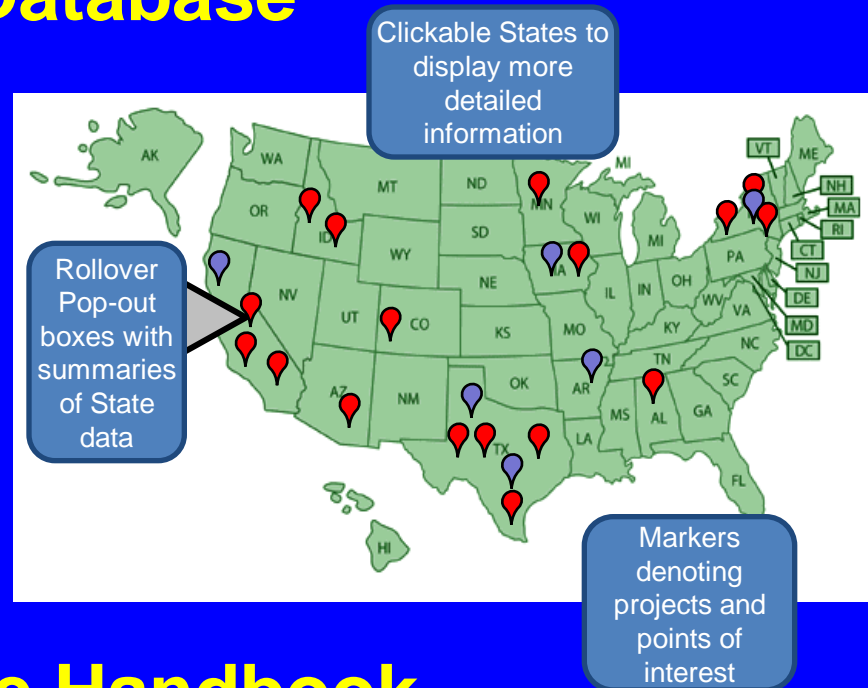 Database
Clickable States to
display more
detailed
information
AK
WA
MT
ND
MN
MI
VT
ME
NH
MA
RI
CT
NJ
DE
MD
DC
OR
ID
SD
WI
MI
WY
PA
Rollover
Pop-out
boxes with
summaries
of State
data
NV
UT
CO
NE
IA
IL
IN
OH
WV
VA
KS
MO
KY
NC
AZ
NM
OK
AR
TN
SC
TX
LA
MS
AL
GA
FL
HI
Markers
denoting
projects and
points of
interest
Handbook